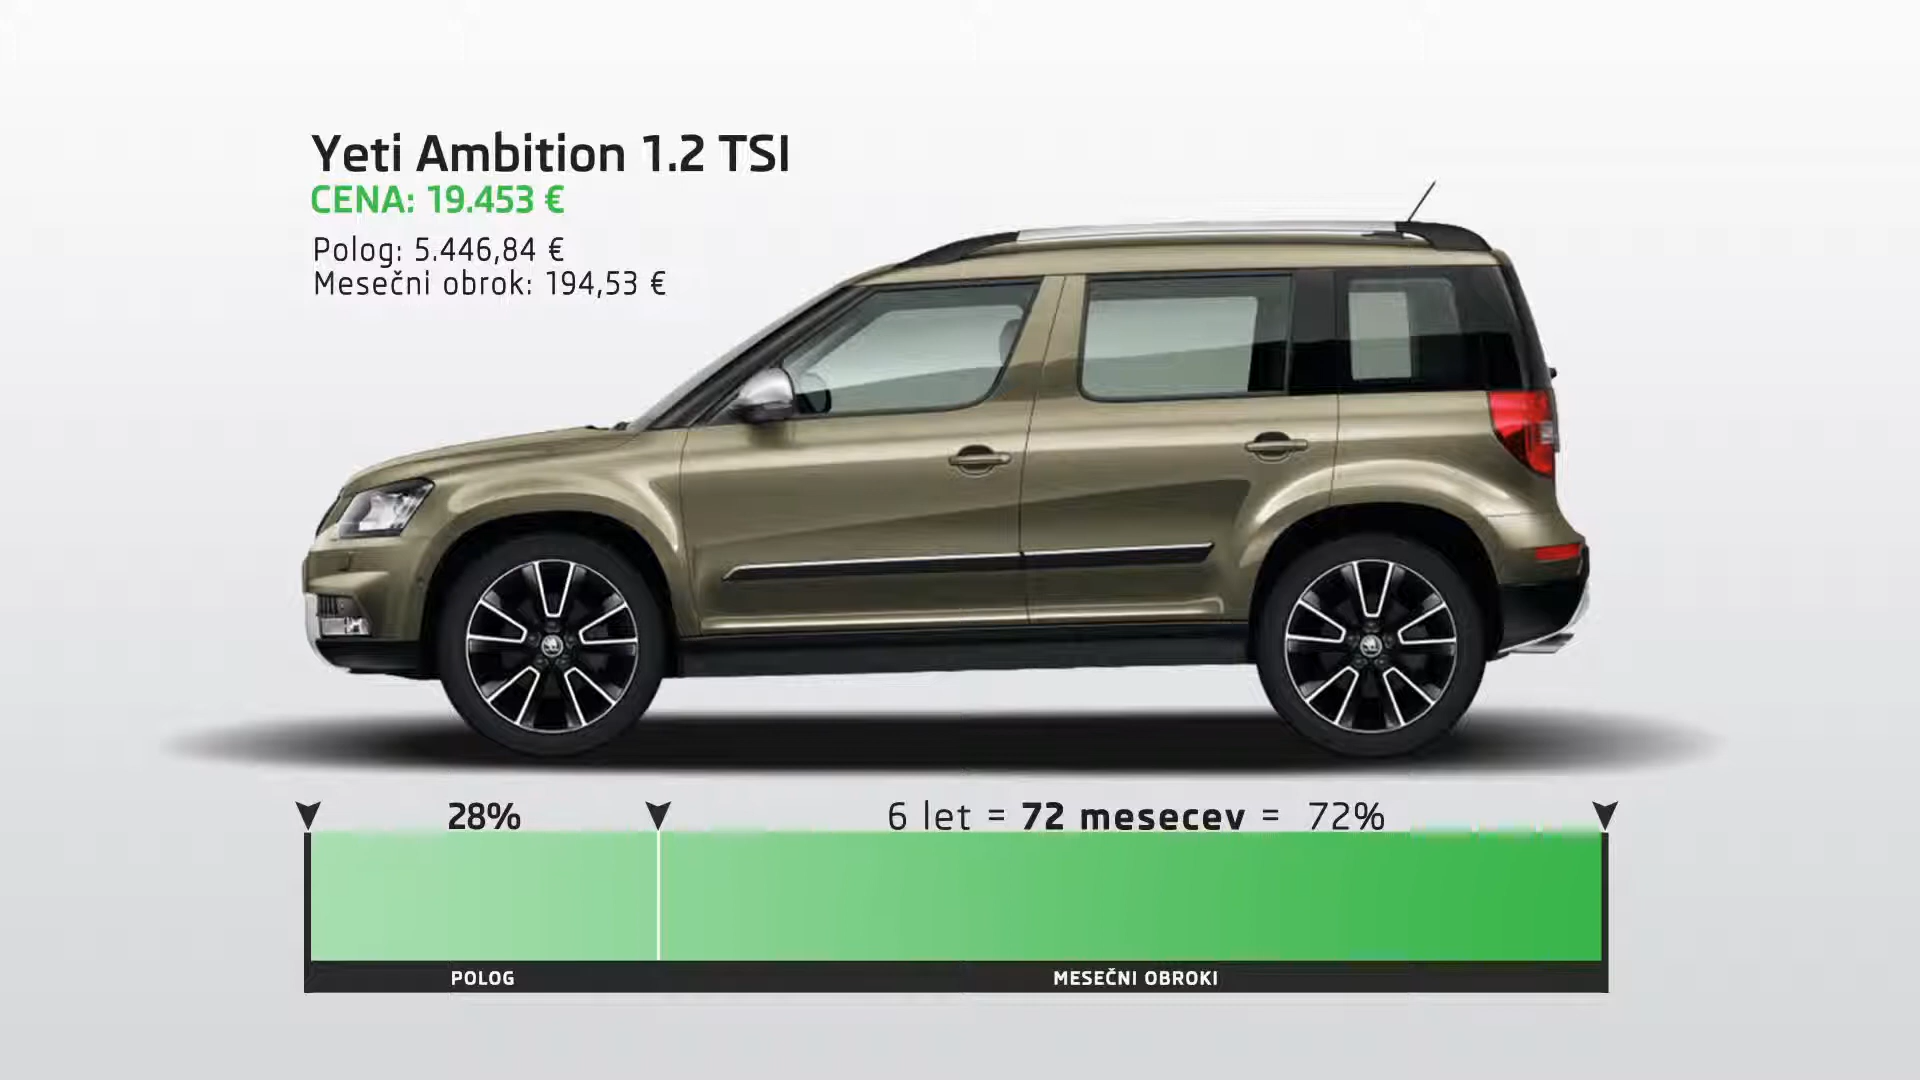 Yeti Ambition 1.2 TSI
CENA: 19.453 €
Polog: 5.446,84 €
Mesečni obrok: 194,53 €
28%
6 let = 72 mesecev = 72%
POLOG
MESEČNI OBROKI